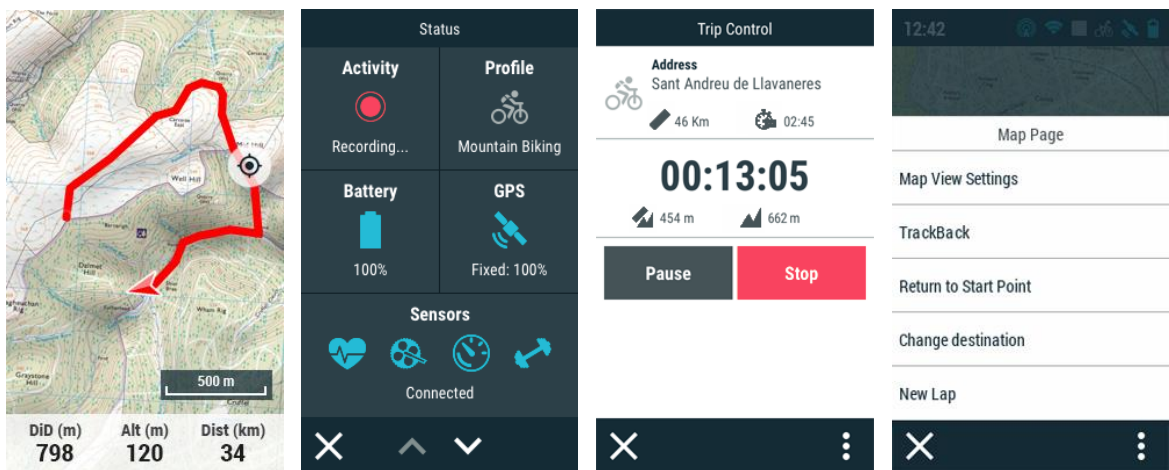 Well Hill
500 m
DiD (m)
Alt (m)
Dist (km)
798
120
34
Status
Activity
Profile
Recording...
Mountain Biking
Battery
GPS
100%
Fixed: 100%
Sensors
Connected
Trip Control
Address
Sant Andreu de Llavaneres
46 Km
02:45
00:13:05
454 m
662 m
Pause
Stop
12:42
Map Page
Map View Settings
TrackBack
Return to Start Point
Change destination
New Lap